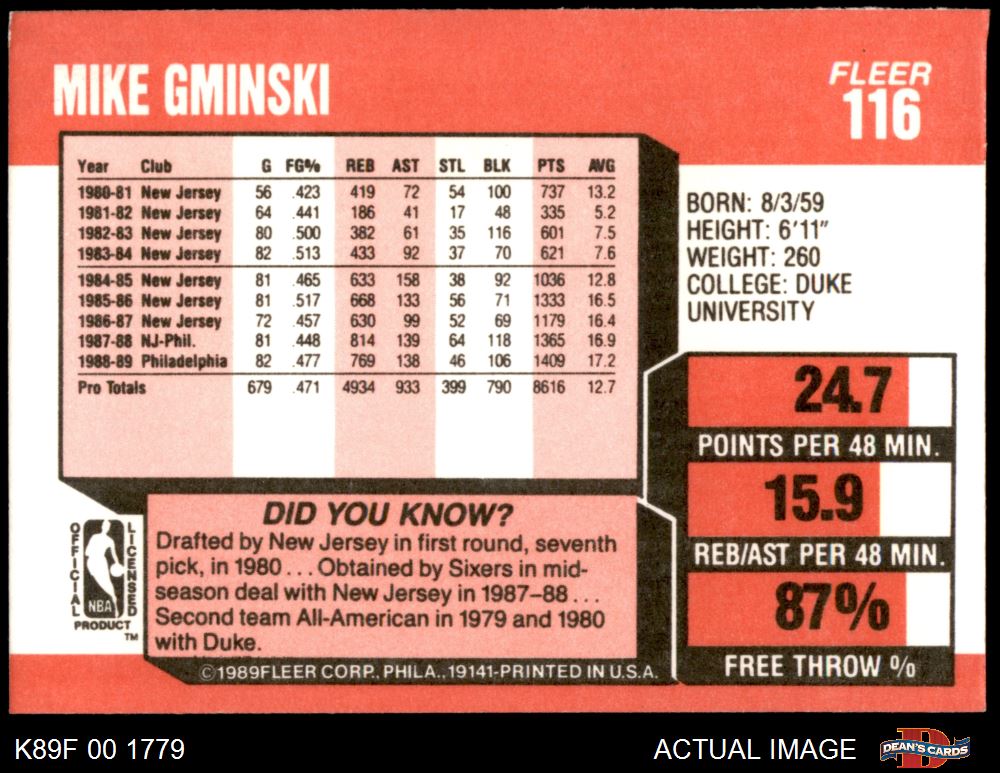 MIKE GMINSKI
FLEER
116
Year Club G FG% REB AST STL BLK PTS AVG
1980-81 New Jersey 56 .423 419 72 54 100 737 13.2
1981-82 New Jersey 64 .441 186 41 17 48 335 5.2
1982-83 New Jersey 80 .500 382 61 35 116 601 7.5
1983-84 New Jersey 82 .513 433 92 37 70 621 7.6
1984-85 New Jersey 81 .465 633 158 38 92 1036 12.8
1985-86 New Jersey 81 .517 668 133 56 71 1333 16.5
1986-87 New Jersey 72 .457 630 99 52 69 1179 16.4
1987-88 NJ-Phil. 81 .448 814 139 64 118 1365 16.9
1988-89 Philadelphia 82 .477 769 138 46 106 1409 17.2
Pro Totals 679 .471 4934 933 399 790 8616 12.7
BORN: 8/3/59
HEIGHT: 6'11"
WEIGHT: 260
COLLEGE: DUKE
UNIVERSITY
24.7
POINTS PER 48 MIN.
15.9
REB/AST PER 48 MIN.
87%
FREE THROW %
DID YOU KNOW?
Drafted by New Jersey in first round, seventh
pick, in 1980 . . . Obtained by Sixers in mid-
season deal with New Jersey in 1987–88 . . .
Second team All-American in 1979 and 1980
with Duke.
OFFICIAL
LICENSED
NBA
PRODUCT
TM
©1989FLEER CORP., PHILA., 19141-PRINTED IN U.S.A.
K89F 00 1779
ACTUAL IMAGE
DEAN'S CARDS